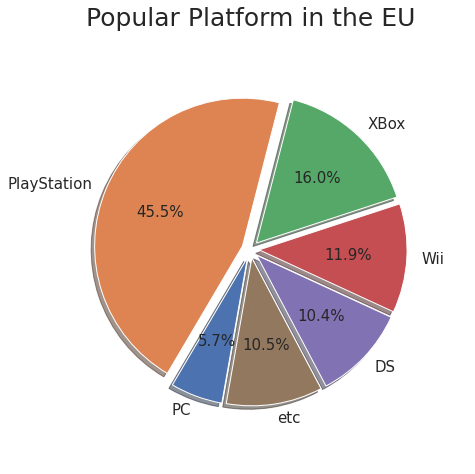 Popular Platform in the EU
XBox
16.0%
PlayStation
45.5%
11.9%
Wii
10.4%
5.7%
10.5%
DS
PC
etc